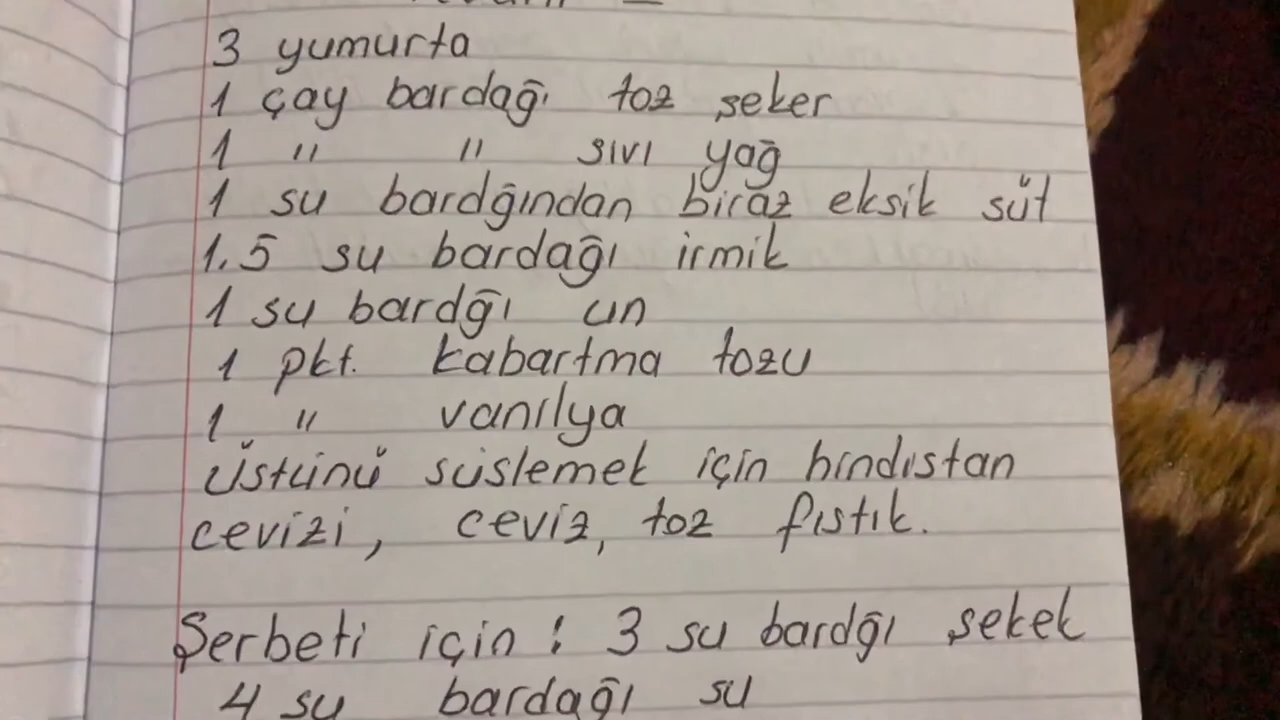 3 yumurta
1 çay bardağı toz şeker
1 " " sıvı yağ
1 su bardğından biraz eksik süt
1.5 su bardağı irmik
1 su bardğı un
1 pkt. kabartma tozu
1 " vanılya
Üstünü süslemek için hındıstan
cevizi, ceviz, toz fıstık.
Şerbeti için : 3 su bardğı şekek
4 su bardağı su